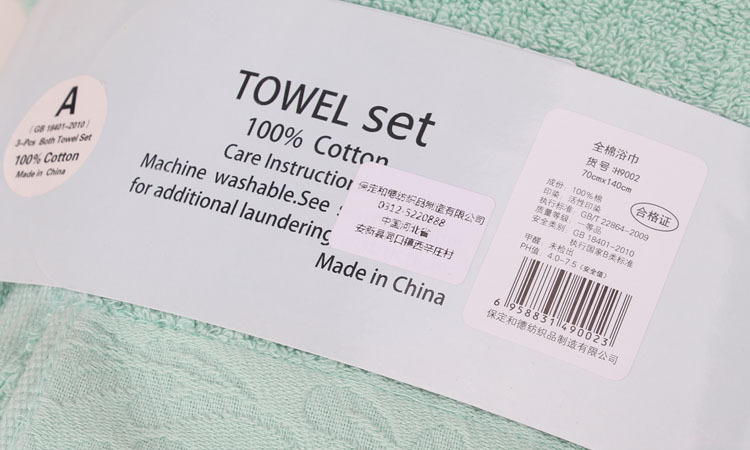 A
(GB 18401-2010)
3-Pcs Both Towel Set
100% Cotton
Made in China
TOWEL set
100% Cotton
Care Instruction
Machine washable.See
for additional laundering
Made in China
保定和德纺织品制造有限公司
0312-5220888
中国河北省
安新县同口镇西辛庄村
全棉浴巾
货号:H9002
70cmx140cm
成份: 100%棉
印染: 活性印染
执行标准: GB/T 22864-2009
质量等级: 一等品
安全类别: GB 18401-2010
执行国家B类标准
甲醛: 未检出
PH值: 4.0-7.5(安全值)
合格证
6 958831 490023
保定和德纺织品制造有限公司